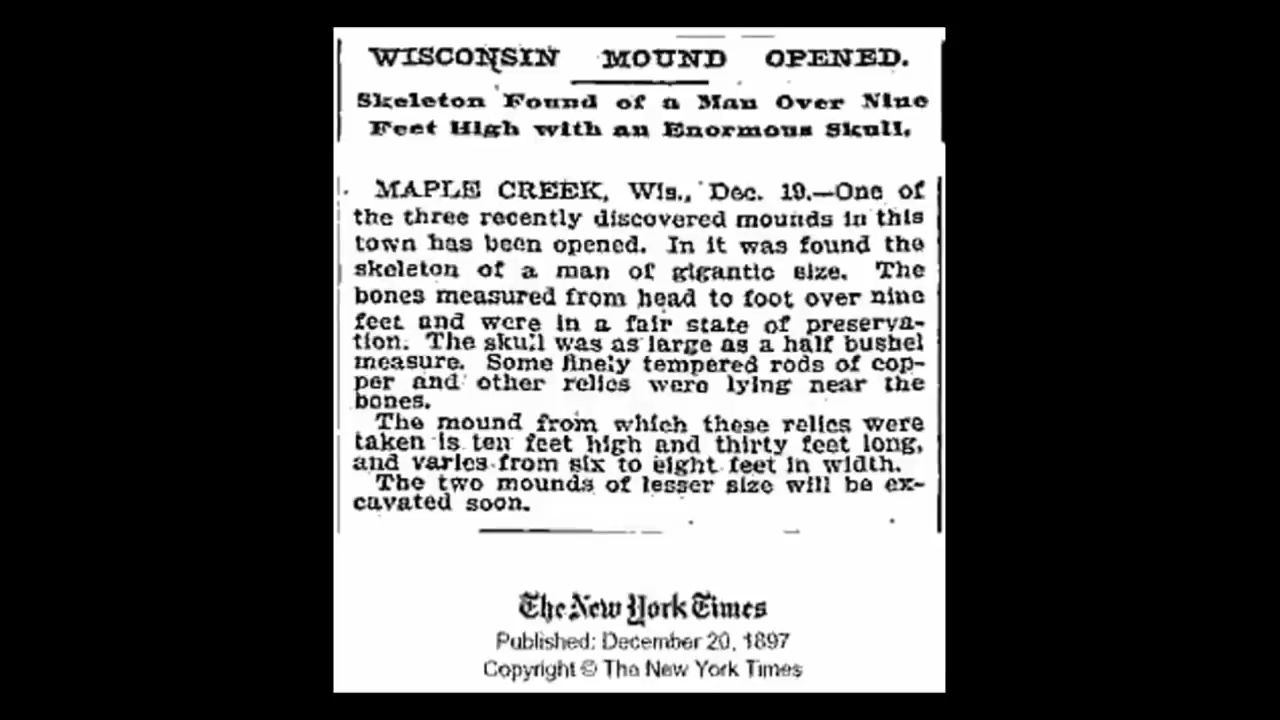 WISCONSIN MOUND OPENED.
Skeleton Found of a Man Over Nine
Feet High with an Enormous Skull.
MAPLE CREEK, Wis., Dec. 19.—One of
the three recently discovered mounds in this
town has been opened. In it was found the
skeleton of a man of gigantic size. The
bones measured from head to foot over nine
feet and were in a fair state of preserva-
tion. The skull was as large as a half bushel
measure. Some finely tempered rods of cop-
per and other relics were lying near the
bones.
The mound from which these relics were
taken is ten feet high and thirty feet long,
and varies from six to eight feet in width.
The two mounds of lesser size will be ex-
cavated soon.
The New York Times
Published: December 20, 1897
Copyright © The New York Times